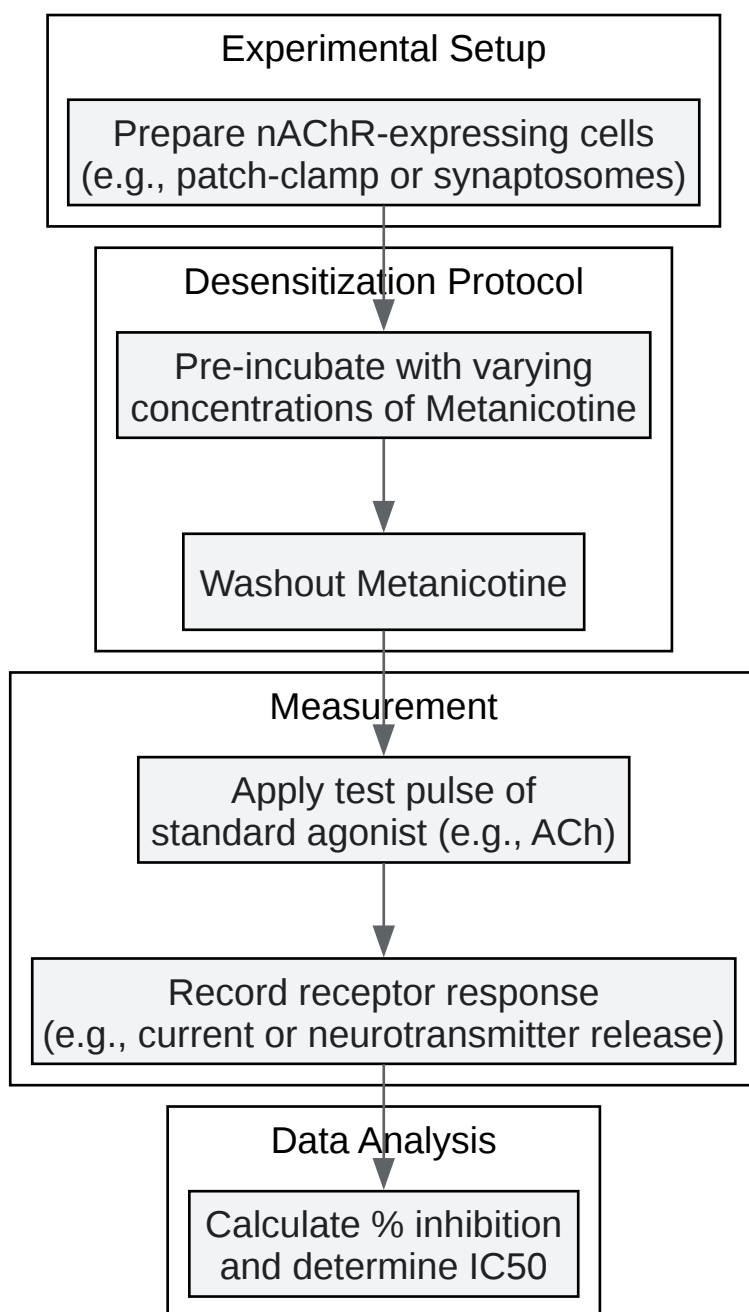 Experimental Setup
Prepare nAChR-expressing cells
(e.g., patch-clamp or synaptosomes)
Desensitization Protocol
Pre-incubate with varying
concentrations of Metanicotine
Washout Metanicotine
Measurement
Apply test pulse of
standard agonist (e.g., ACh)
Record receptor response
(e.g., current or neurotransmitter release)
Data Analysis
Calculate % inhibition
and determine IC50